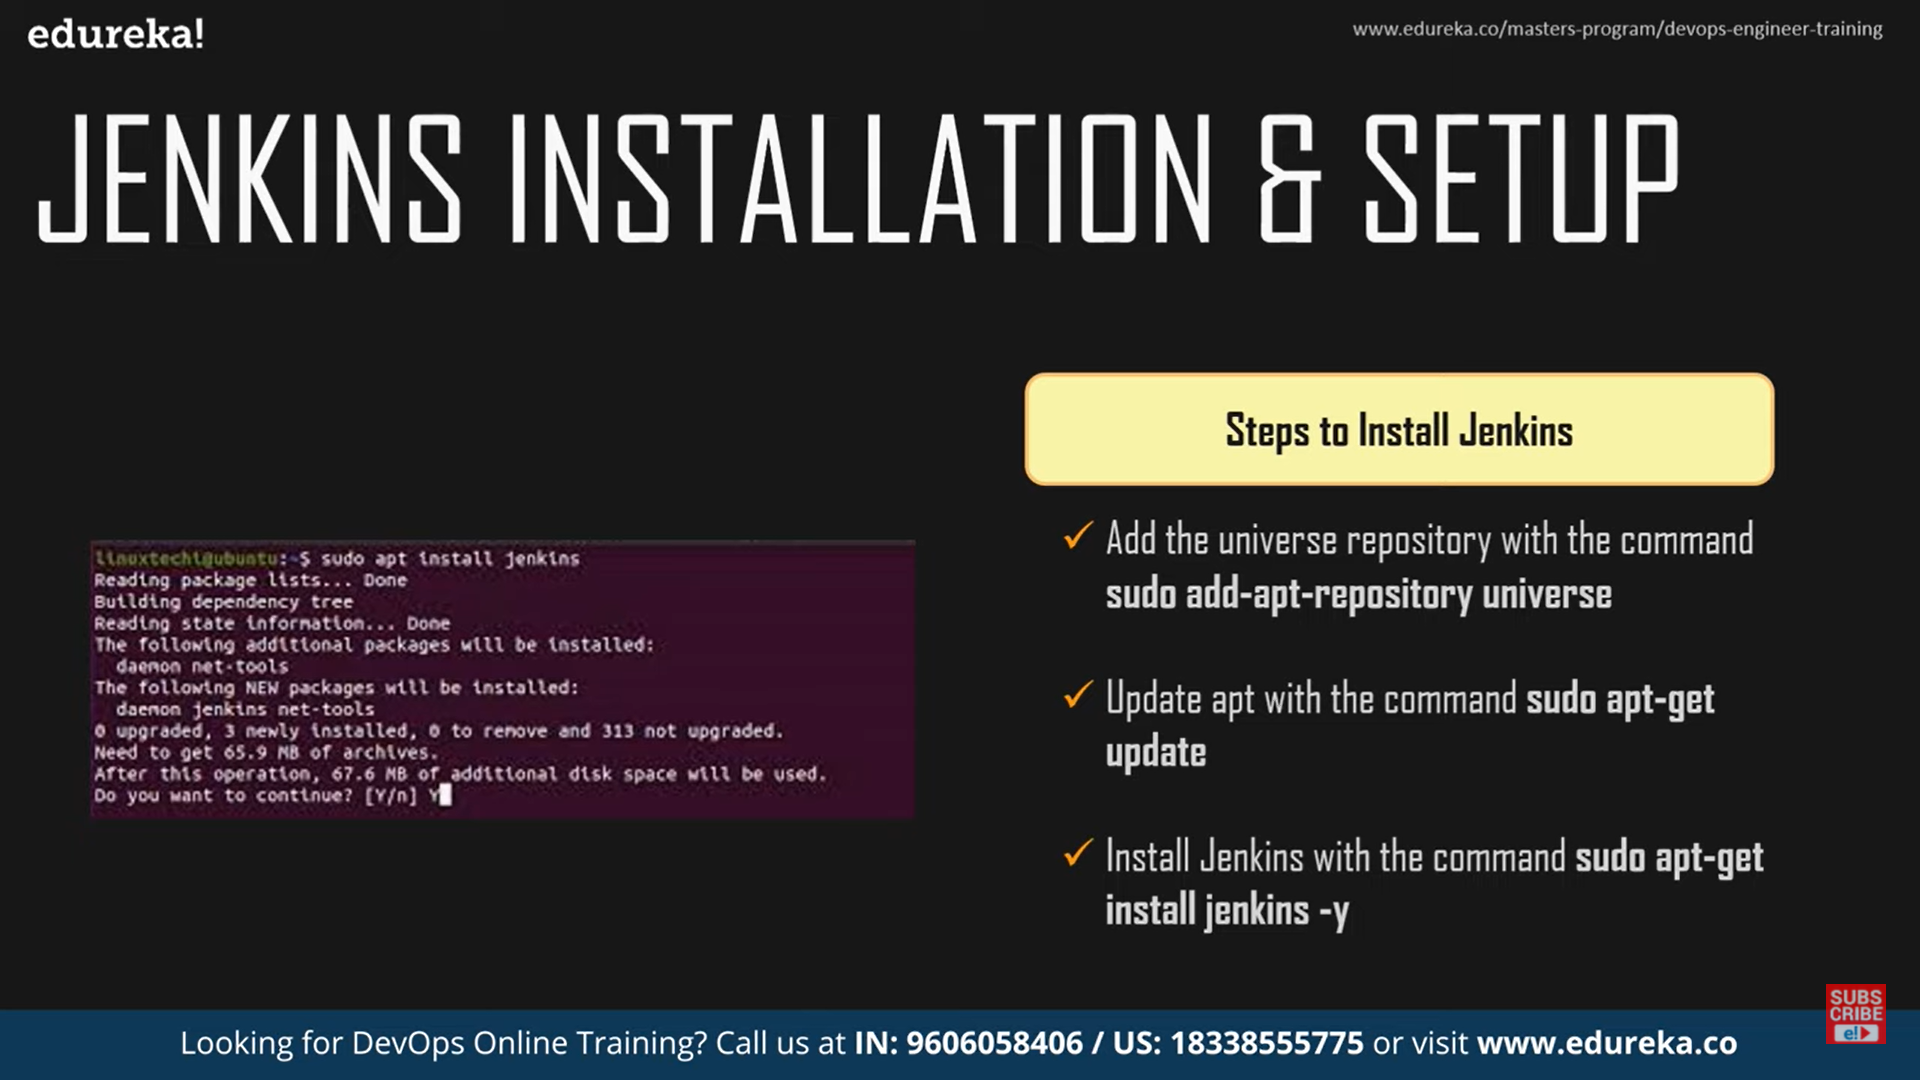 edureka!
www.edureka.co/masters-program/devops-engineer-training
JENKINS INSTALLATION & SETUP
linuxtechi@ubuntu:~$ sudo apt install jenkins
Reading package lists... Done
Building dependency tree
Reading state information... Done
The following additional packages will be installed:
daemon net-tools
The following NEW packages will be installed:
daemon jenkins net-tools
0 upgraded, 3 newly installed, 0 to remove and 313 not upgraded.
Need to get 65.9 MB of archives.
After this operation, 67.6 MB of additional disk space will be used.
Do you want to continue? [Y/n] Y
Steps to Install Jenkins
✓ Add the universe repository with the command
sudo add-apt-repository universe
✓ Update apt with the command sudo apt-get
update
✓ Install Jenkins with the command sudo apt-get
install jenkins -y
SUBS
CRIBE
e!
Looking for DevOps Online Training? Call us at IN: 9606058406 / US: 18338555775 or visit www.edureka.co